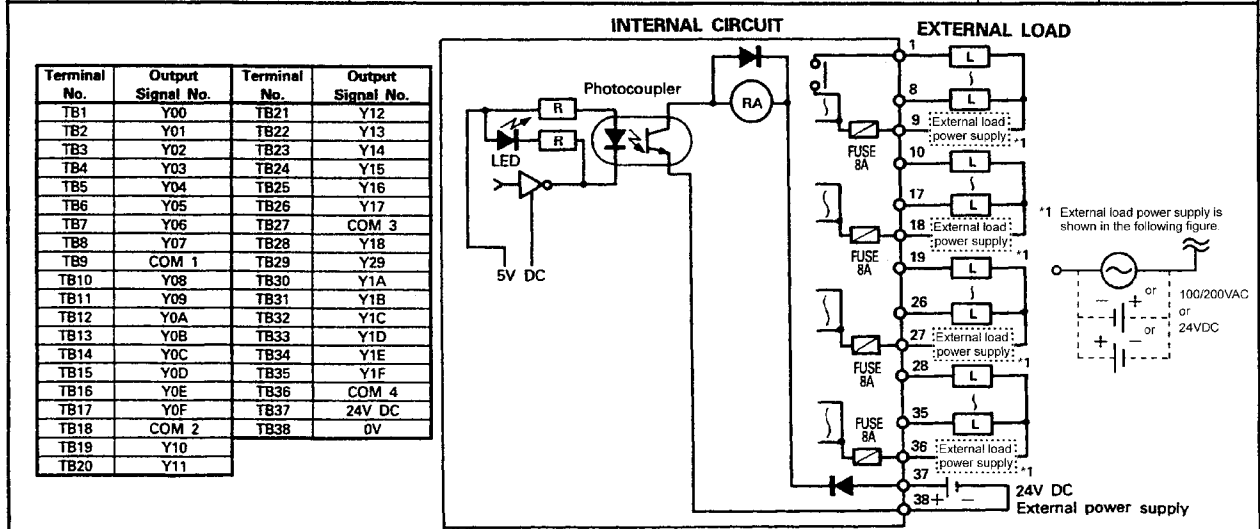 INTERNAL CIRCUIT
EXTERNAL LOAD
Terminal No. Output Signal No. Terminal No. Output Signal No.
TB1 Y00 TB21 Y12
TB2 Y01 TB22 Y13
TB3 Y02 TB23 Y14
TB4 Y03 TB24 Y15
TB5 Y04 TB25 Y16
TB6 Y05 TB26 Y17
TB7 Y06 TB27 COM 3
TB8 Y07 TB28 Y18
TB9 COM 1 TB29 Y29
TB10 Y08 TB30 Y1A
TB11 Y09 TB31 Y1B
TB12 Y0A TB32 Y1C
TB13 Y0B TB33 Y1D
TB14 Y0C TB34 Y1E
TB15 Y0D TB35 Y1F
TB16 Y0E TB36 COM 4
TB17 Y0F TB37 24V DC
TB18 COM 2 TB38 0V
TB19 Y10
TB20 Y11
Photocoupler
RA
R
R
LED
5V DC
1
L
8
L
9
External load
power supply
*1
FUSE
8A
10
L
17
L
18
External load
power supply
*1
FUSE
8A
19
L
26
L
27
External load
power supply
*1
FUSE
8A
28
L
35
L
36
External load
power supply
*1
FUSE
8A
37
38 + −
24V DC
External power supply
*1 External load power supply is
shown in the following figure.
− + or
100/200VAC
or
24VDC
+ − or